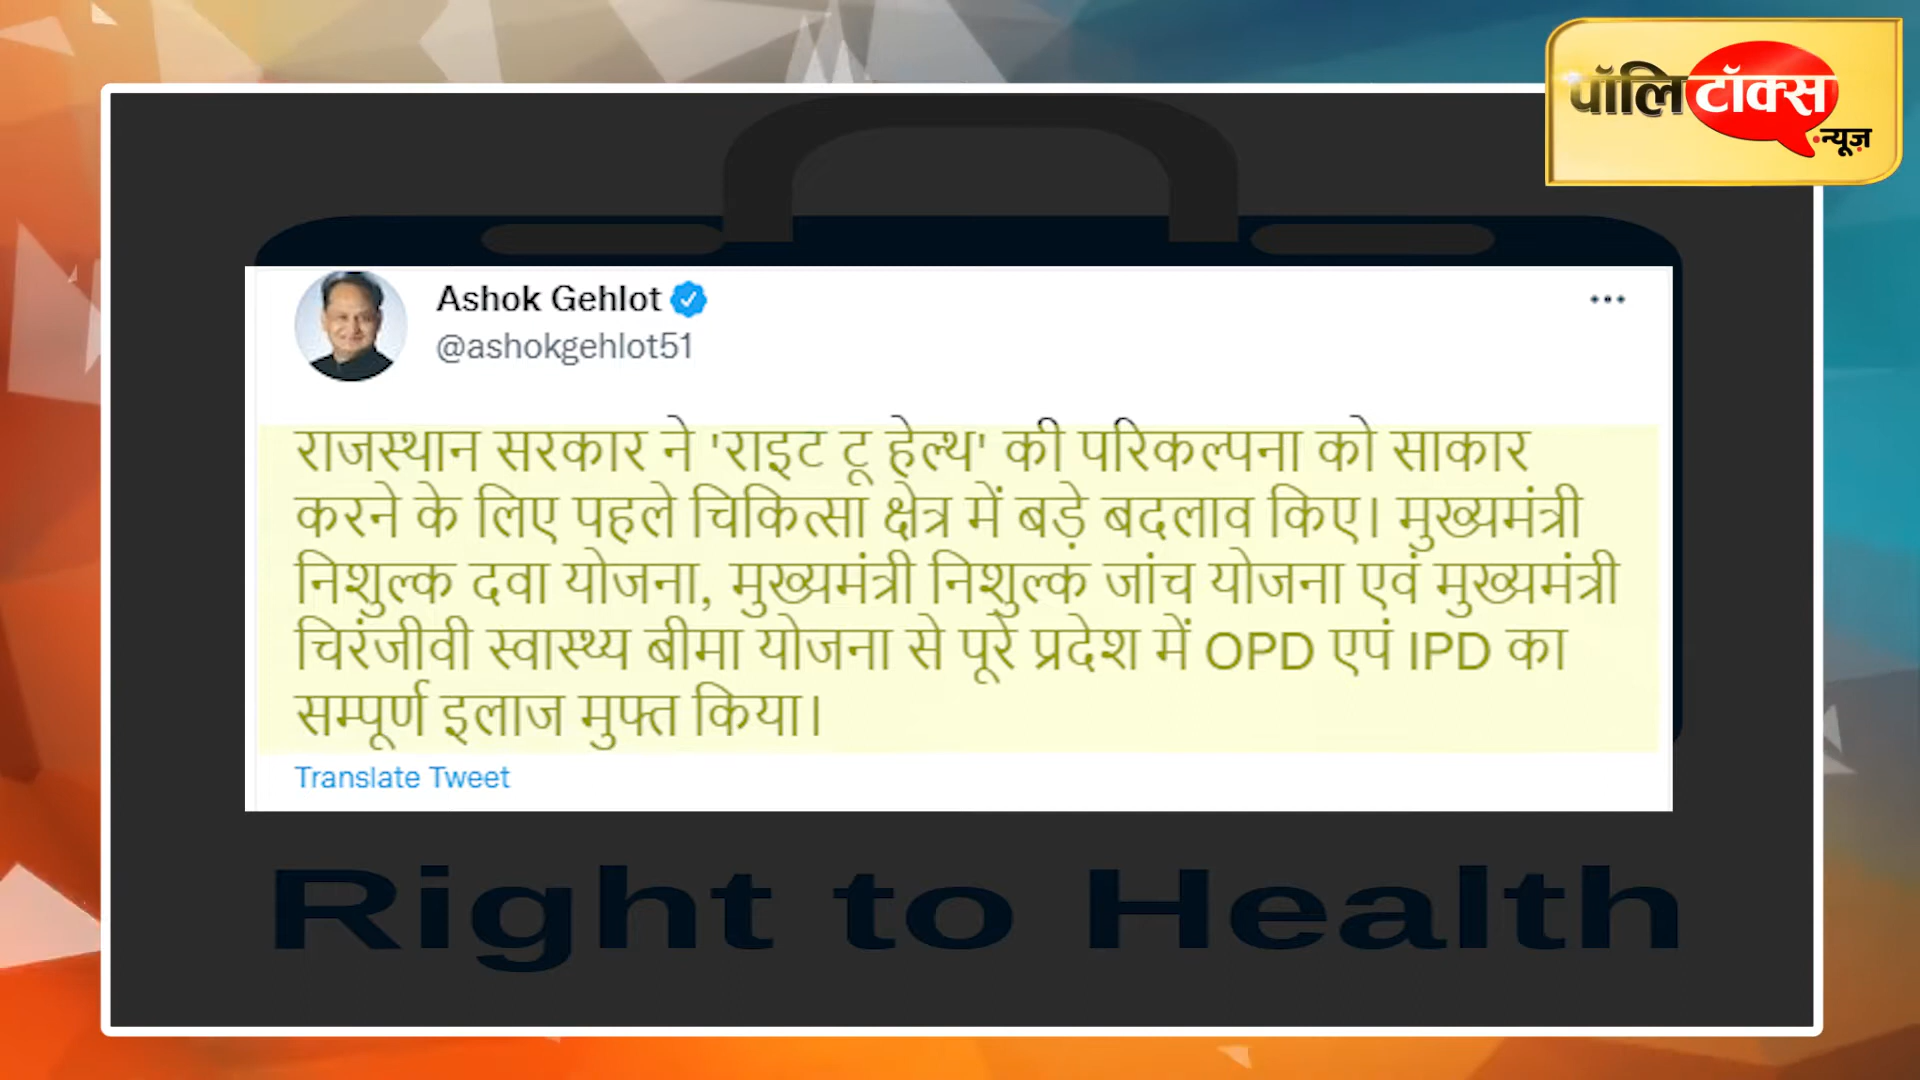 पॉलिटॉक्स
न्यूज़
Ashok Gehlot
@ashokgehlot51
राजस्थान सरकार ने 'राइट टू हेल्थ' की परिकल्पना को साकार
करने के लिए पहले चिकित्सा क्षेत्र में बड़े बदलाव किए। मुख्यमंत्री
निशुल्क दवा योजना, मुख्यमंत्री निशुल्क जांच योजना एवं मुख्यमंत्री
चिरंजीवी स्वास्थ्य बीमा योजना से पूरे प्रदेश में OPD एपं IPD का
सम्पूर्ण इलाज मुफ्त किया।
Translate Tweet
Right to Health